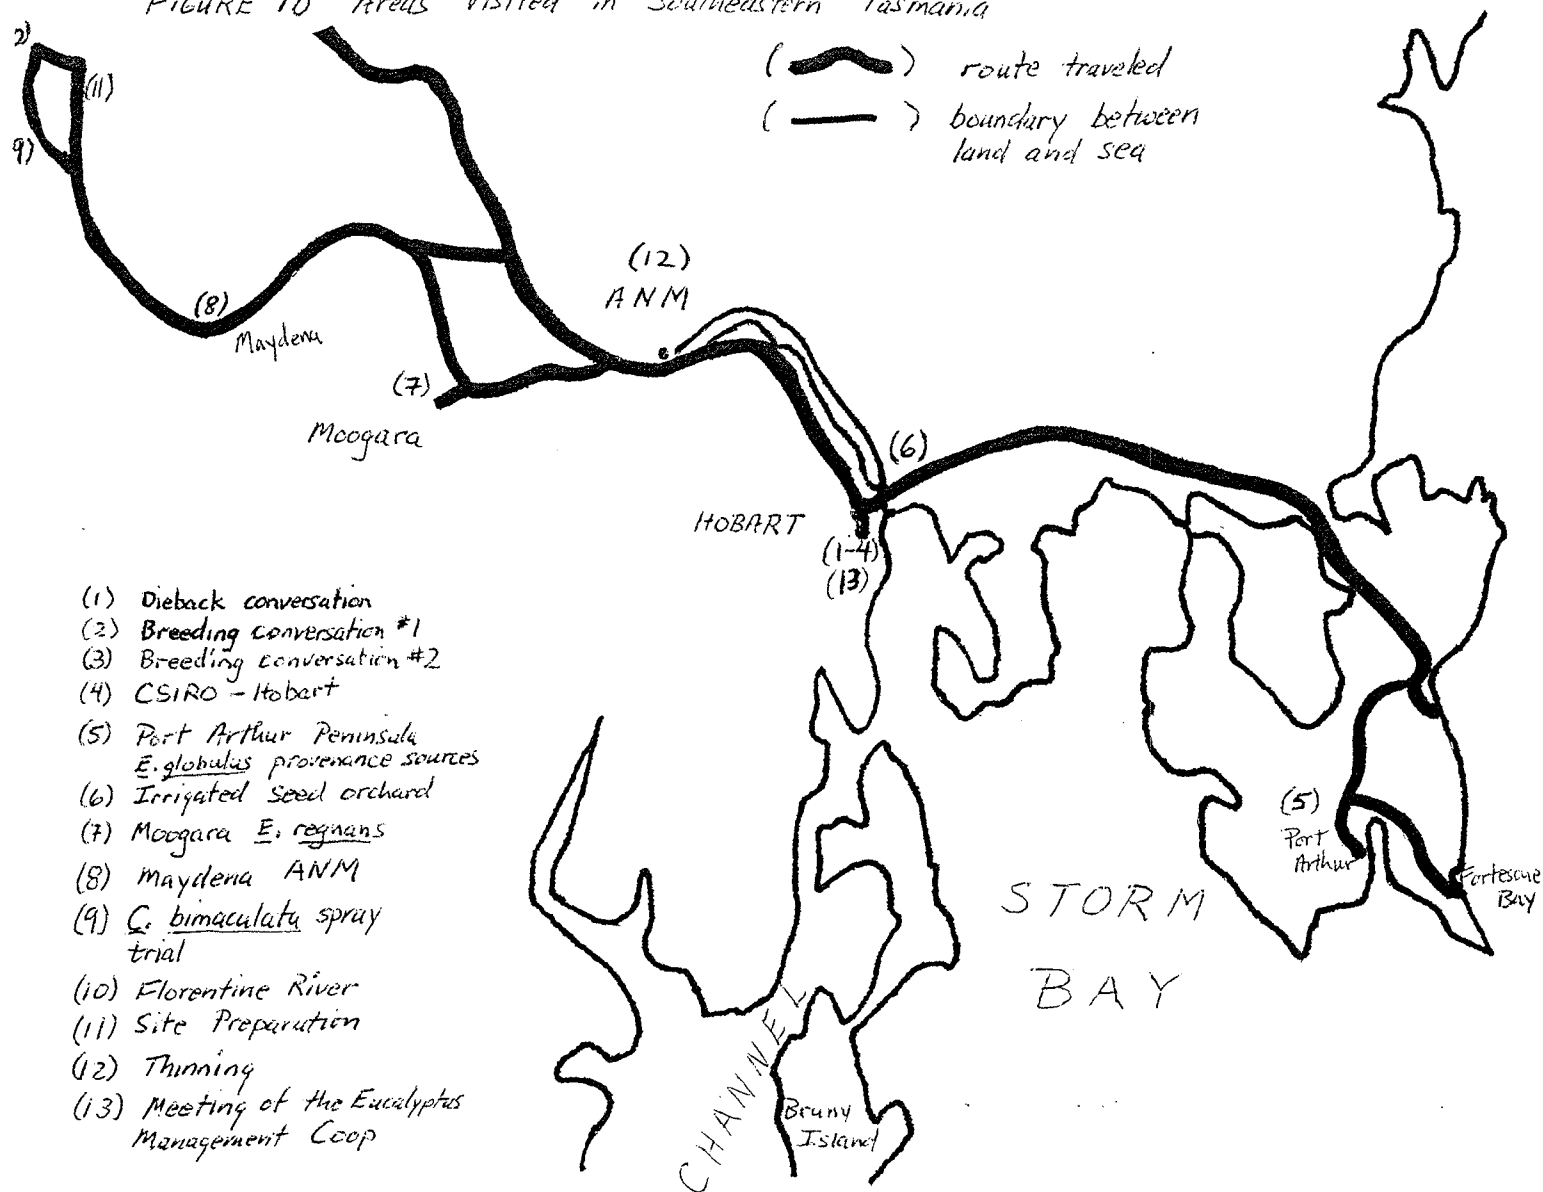 FIGURE 10 Areas Visited in Southeastern Tasmania
( ) route traveled
( ) boundary between
land and sea
2)
(11)
9)
(12)
ANM
(8)
Maydena
(7)
Moogara
(6)
HOBART
(1-4)
(13)
(1) Dieback conversation
(2) Breeding conversation #1
(3) Breeding conversation #2
(4) CSIRO - Hobart
(5) Port Arthur Peninsula
E. globulus provenance sources
(6) Irrigated Seed orchard
(7) Moogara E. regnans
(8) Maydena ANM
(9) C. bimaculata spray
trial
(10) Florentine River
(11) Site Preparation
(12) Thinning
(13) Meeting of the Eucalyptus
Management Coop
(5)
Port
Arthur
Fortescue
Bay
STORM
BAY
CHANNEL
Bruny
Island